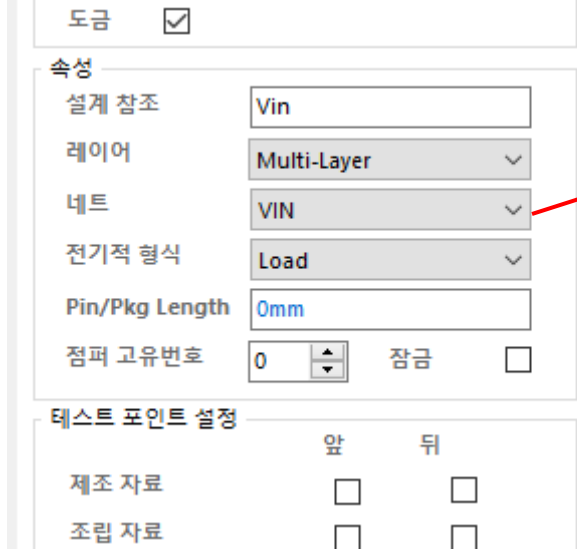 도금
속성
설계 참조 Vin
레이어 Multi-Layer
네트 VIN
전기적 형식 Load
Pin/Pkg Length 0mm
점퍼 고유번호 0 잠금
테스트 포인트 설정
앞 뒤
제조 자료
조립 자료